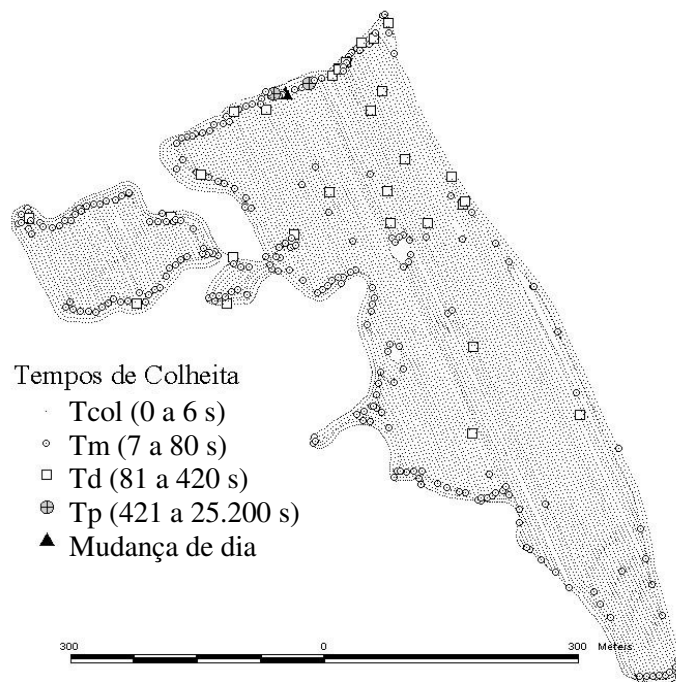 Tempos de Colheita
Tcol (0 a 6 s)
Tm (7 a 80 s)
Td (81 a 420 s)
Tp (421 a 25.200 s)
Mudança de dia
300 0 300 Meters